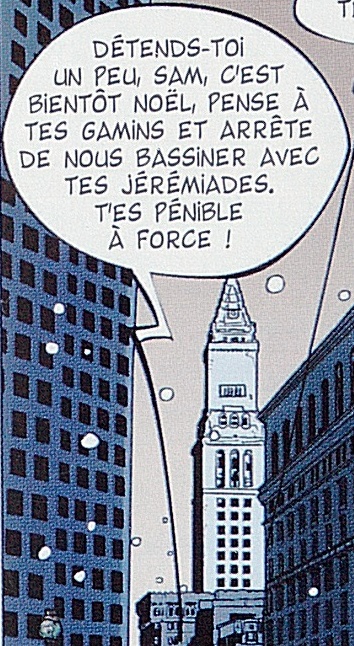 DÉTENDS-TOI
UN PEU, SAM, C'EST
BIENTÔT NOËL, PENSE À
TES GAMINS ET ARRÊTE
DE NOUS BASSINER AVEC
TES JÉRÉMIADES.
T'ES PÉNIBLE
À FORCE !